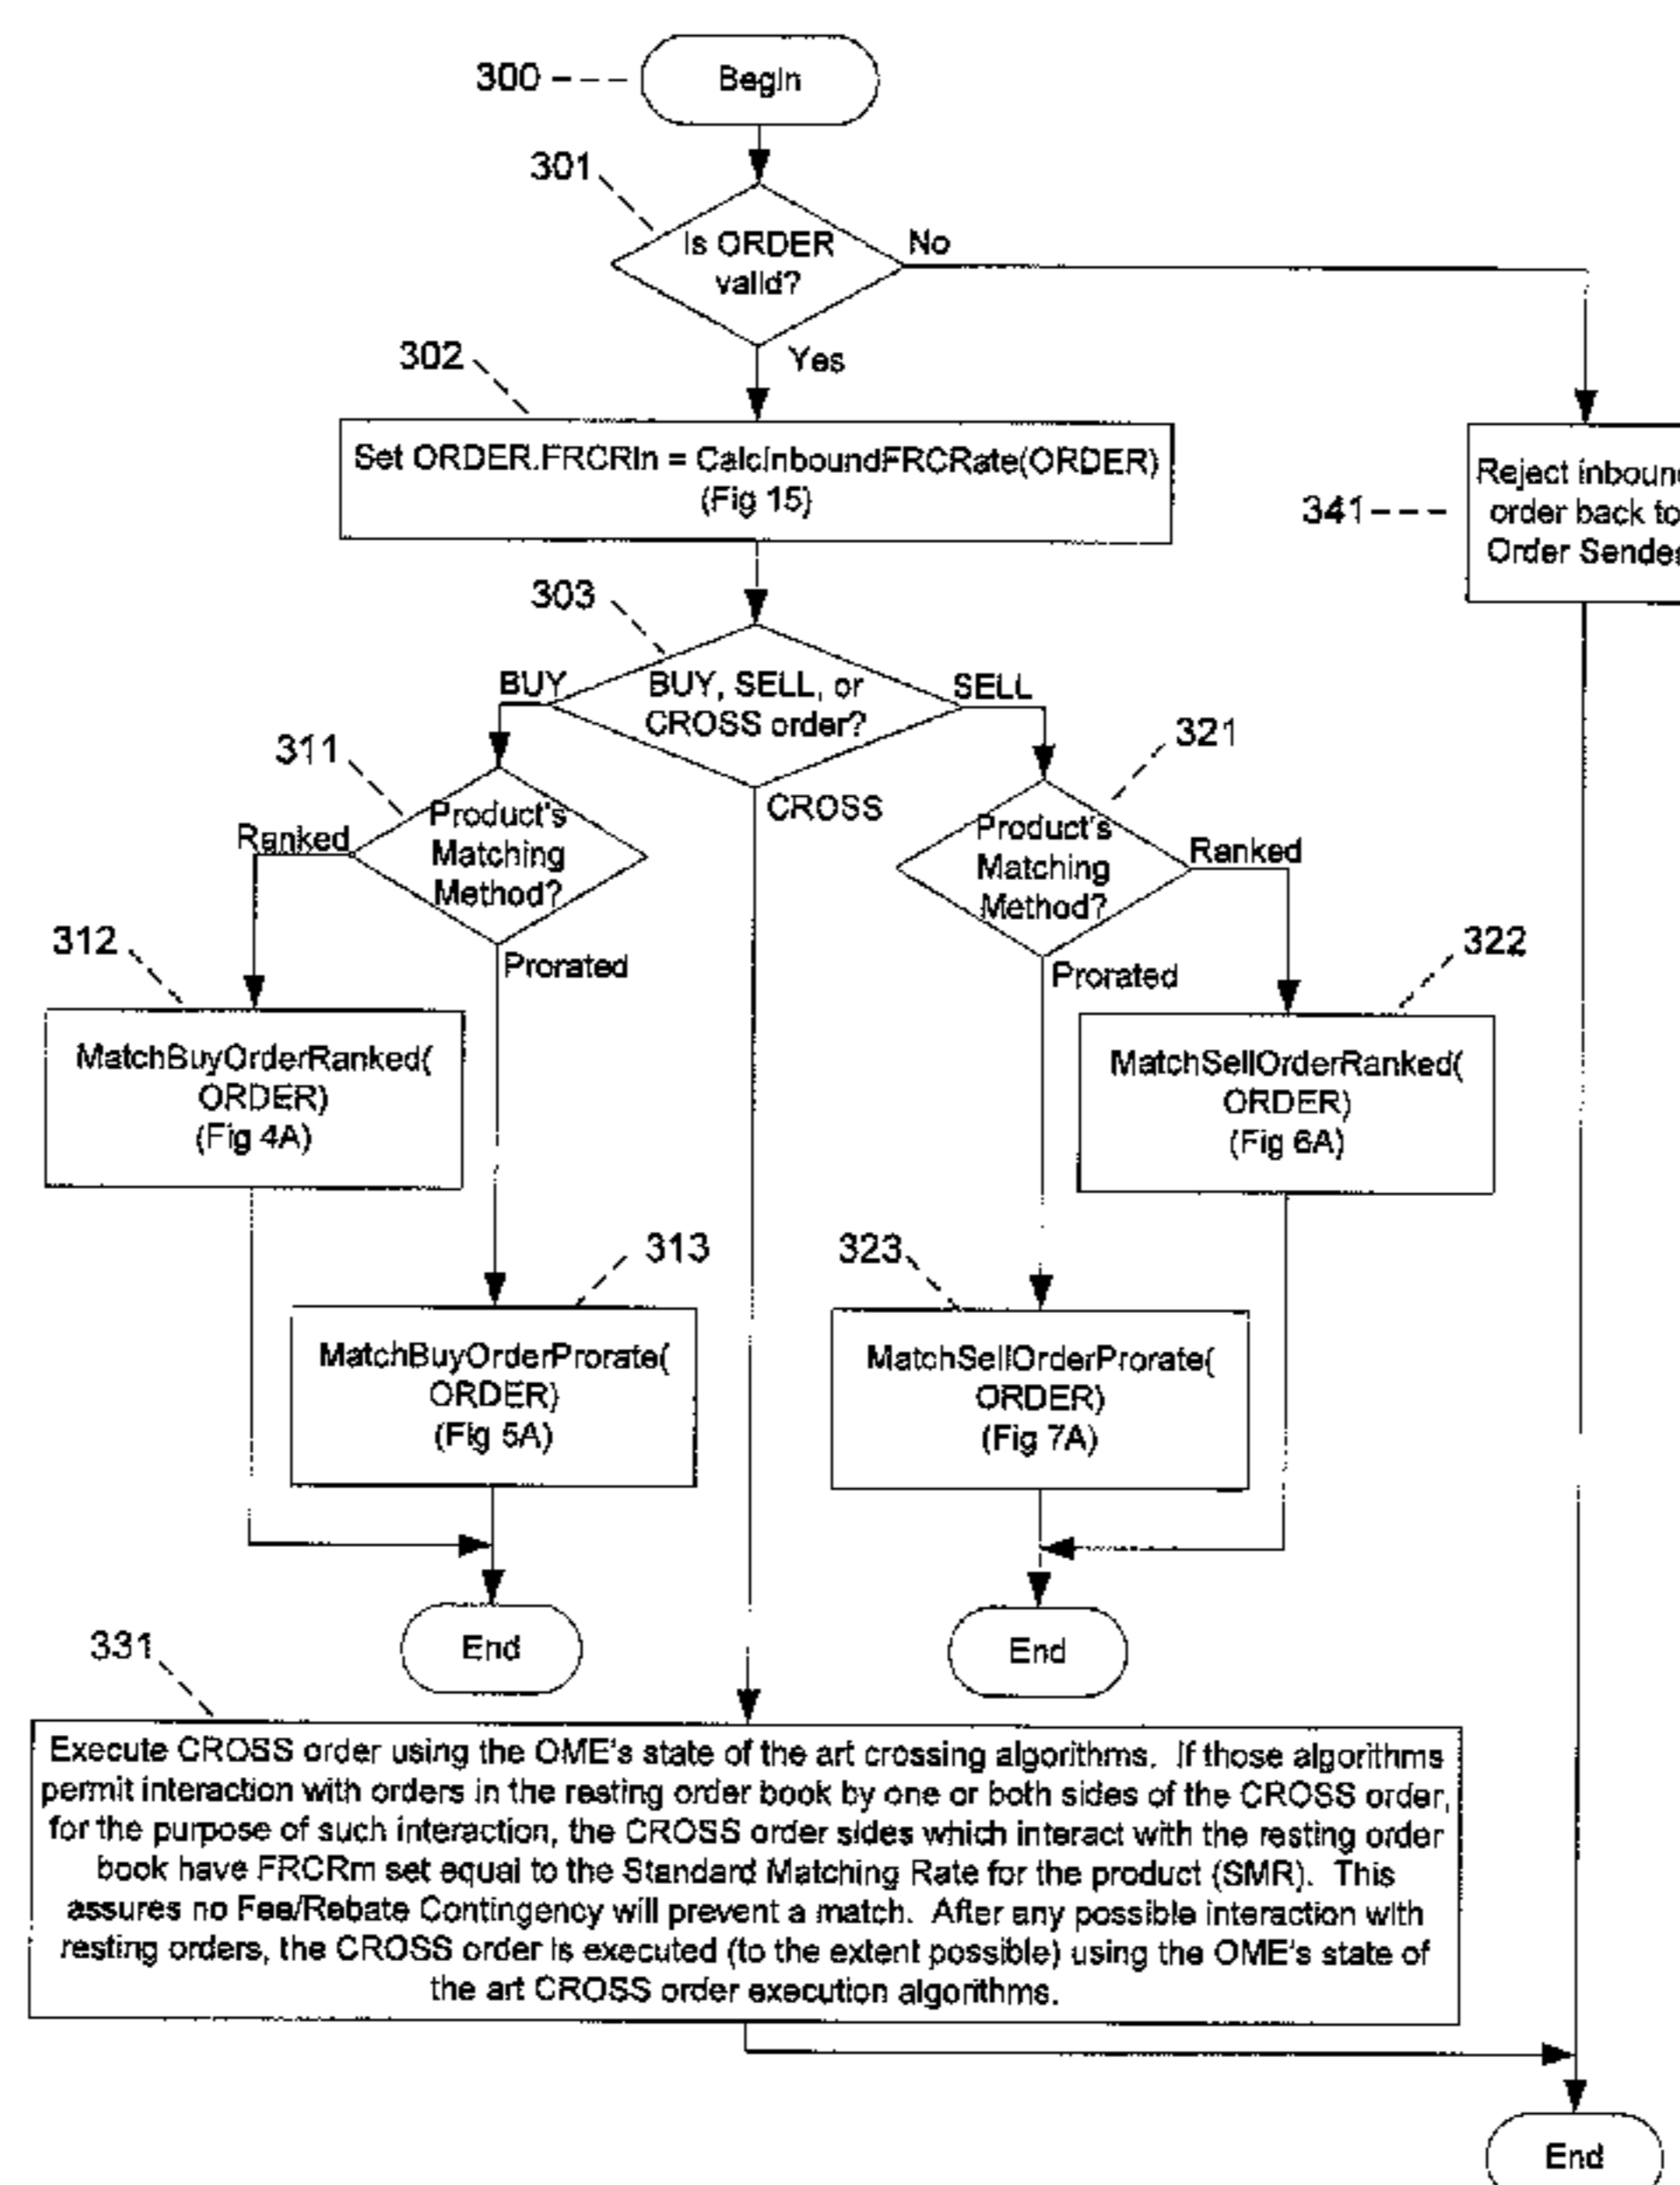 300
Begin
301
Is ORDER
valid?
No
Yes
302
Set ORDER.FRCRin = CalcInboundFRCRate(ORDER)
(Fig 15)
341
Reject inboun
order back to
Order Sende
303
BUY
BUY, SELL, or
CROSS order?
SELL
CROSS
311
Product's
Matching
Method?
Ranked
Prorated
321
Product's
Matching
Method?
Ranked
Prorated
312
MatchBuyOrderRanked(
ORDER)
(Fig 4A)
322
MatchSellOrderRanked(
ORDER)
(Fig 6A)
313
MatchBuyOrderProrate(
ORDER)
(Fig 5A)
323
MatchSellOrderProrate(
ORDER)
(Fig 7A)
End
End
331
Execute CROSS order using the OME's state of the art crossing algorithms. If those algorithms
permit interaction with orders in the resting order book by one or both sides of the CROSS order,
for the purpose of such interaction, the CROSS order sides which interact with the resting order
book have FRCRm set equal to the Standard Matching Rate for the product (SMR). This
assures no Fee/Rebate Contingency will prevent a match. After any possible interaction with
resting orders, the CROSS order is executed (to the extent possible) using the OME's state of
the art CROSS order execution algorithms.
End